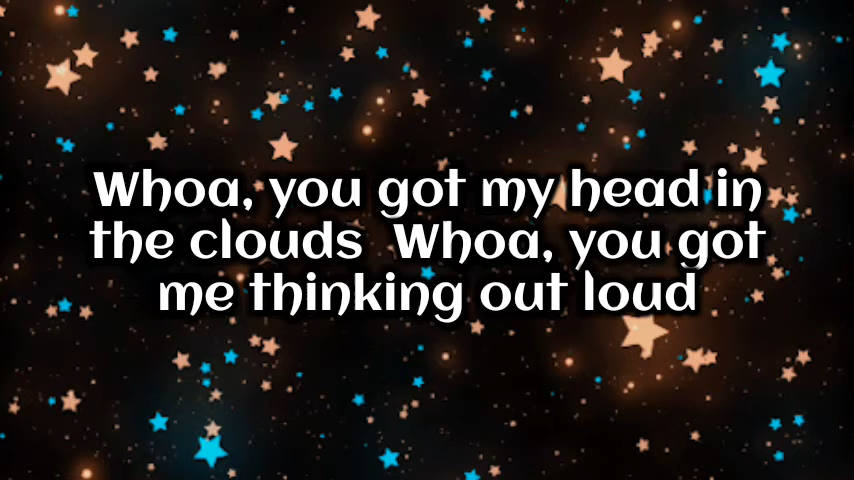 Whoa, you got my head in
the clouds  Whoa, you got
me thinking out loud